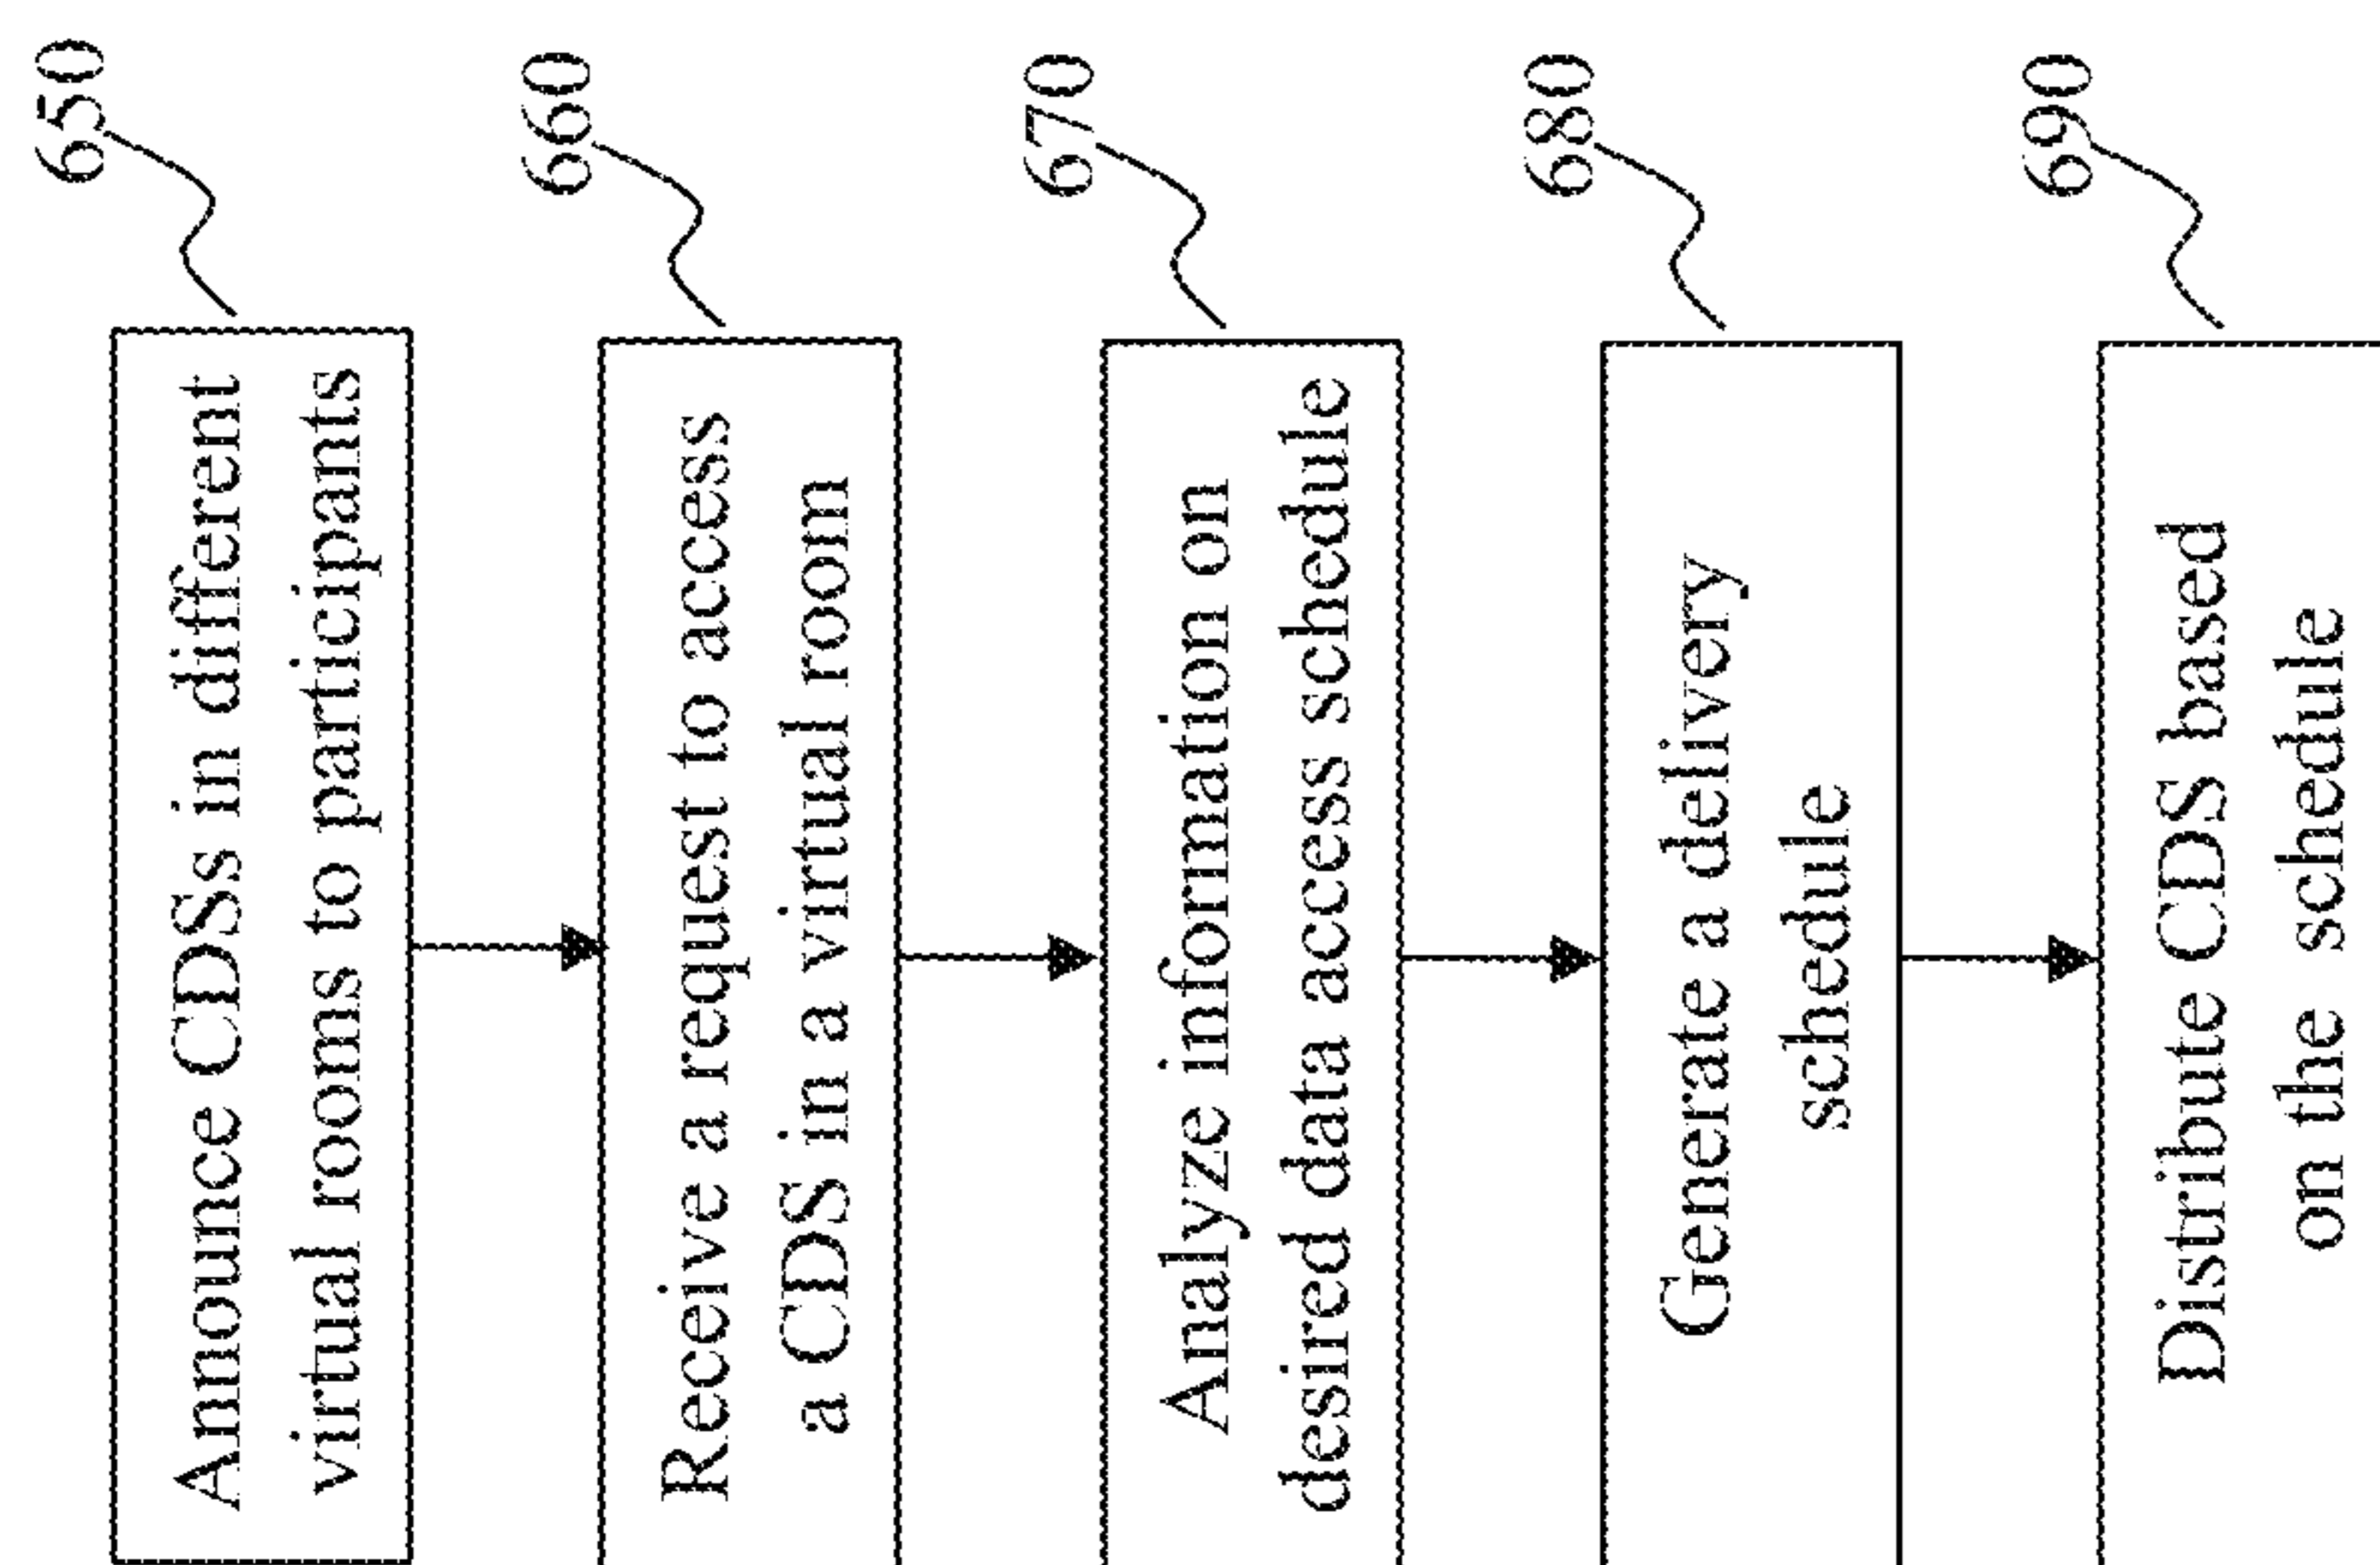 650
Announce CDSs in different
virtual rooms to participants
660
Receive a request to access
a CDS in a virtual room
670
Analyze information on
desired data access schedule
680
Generate a delivery
schedule
690
Distribute CDS based
on the schedule